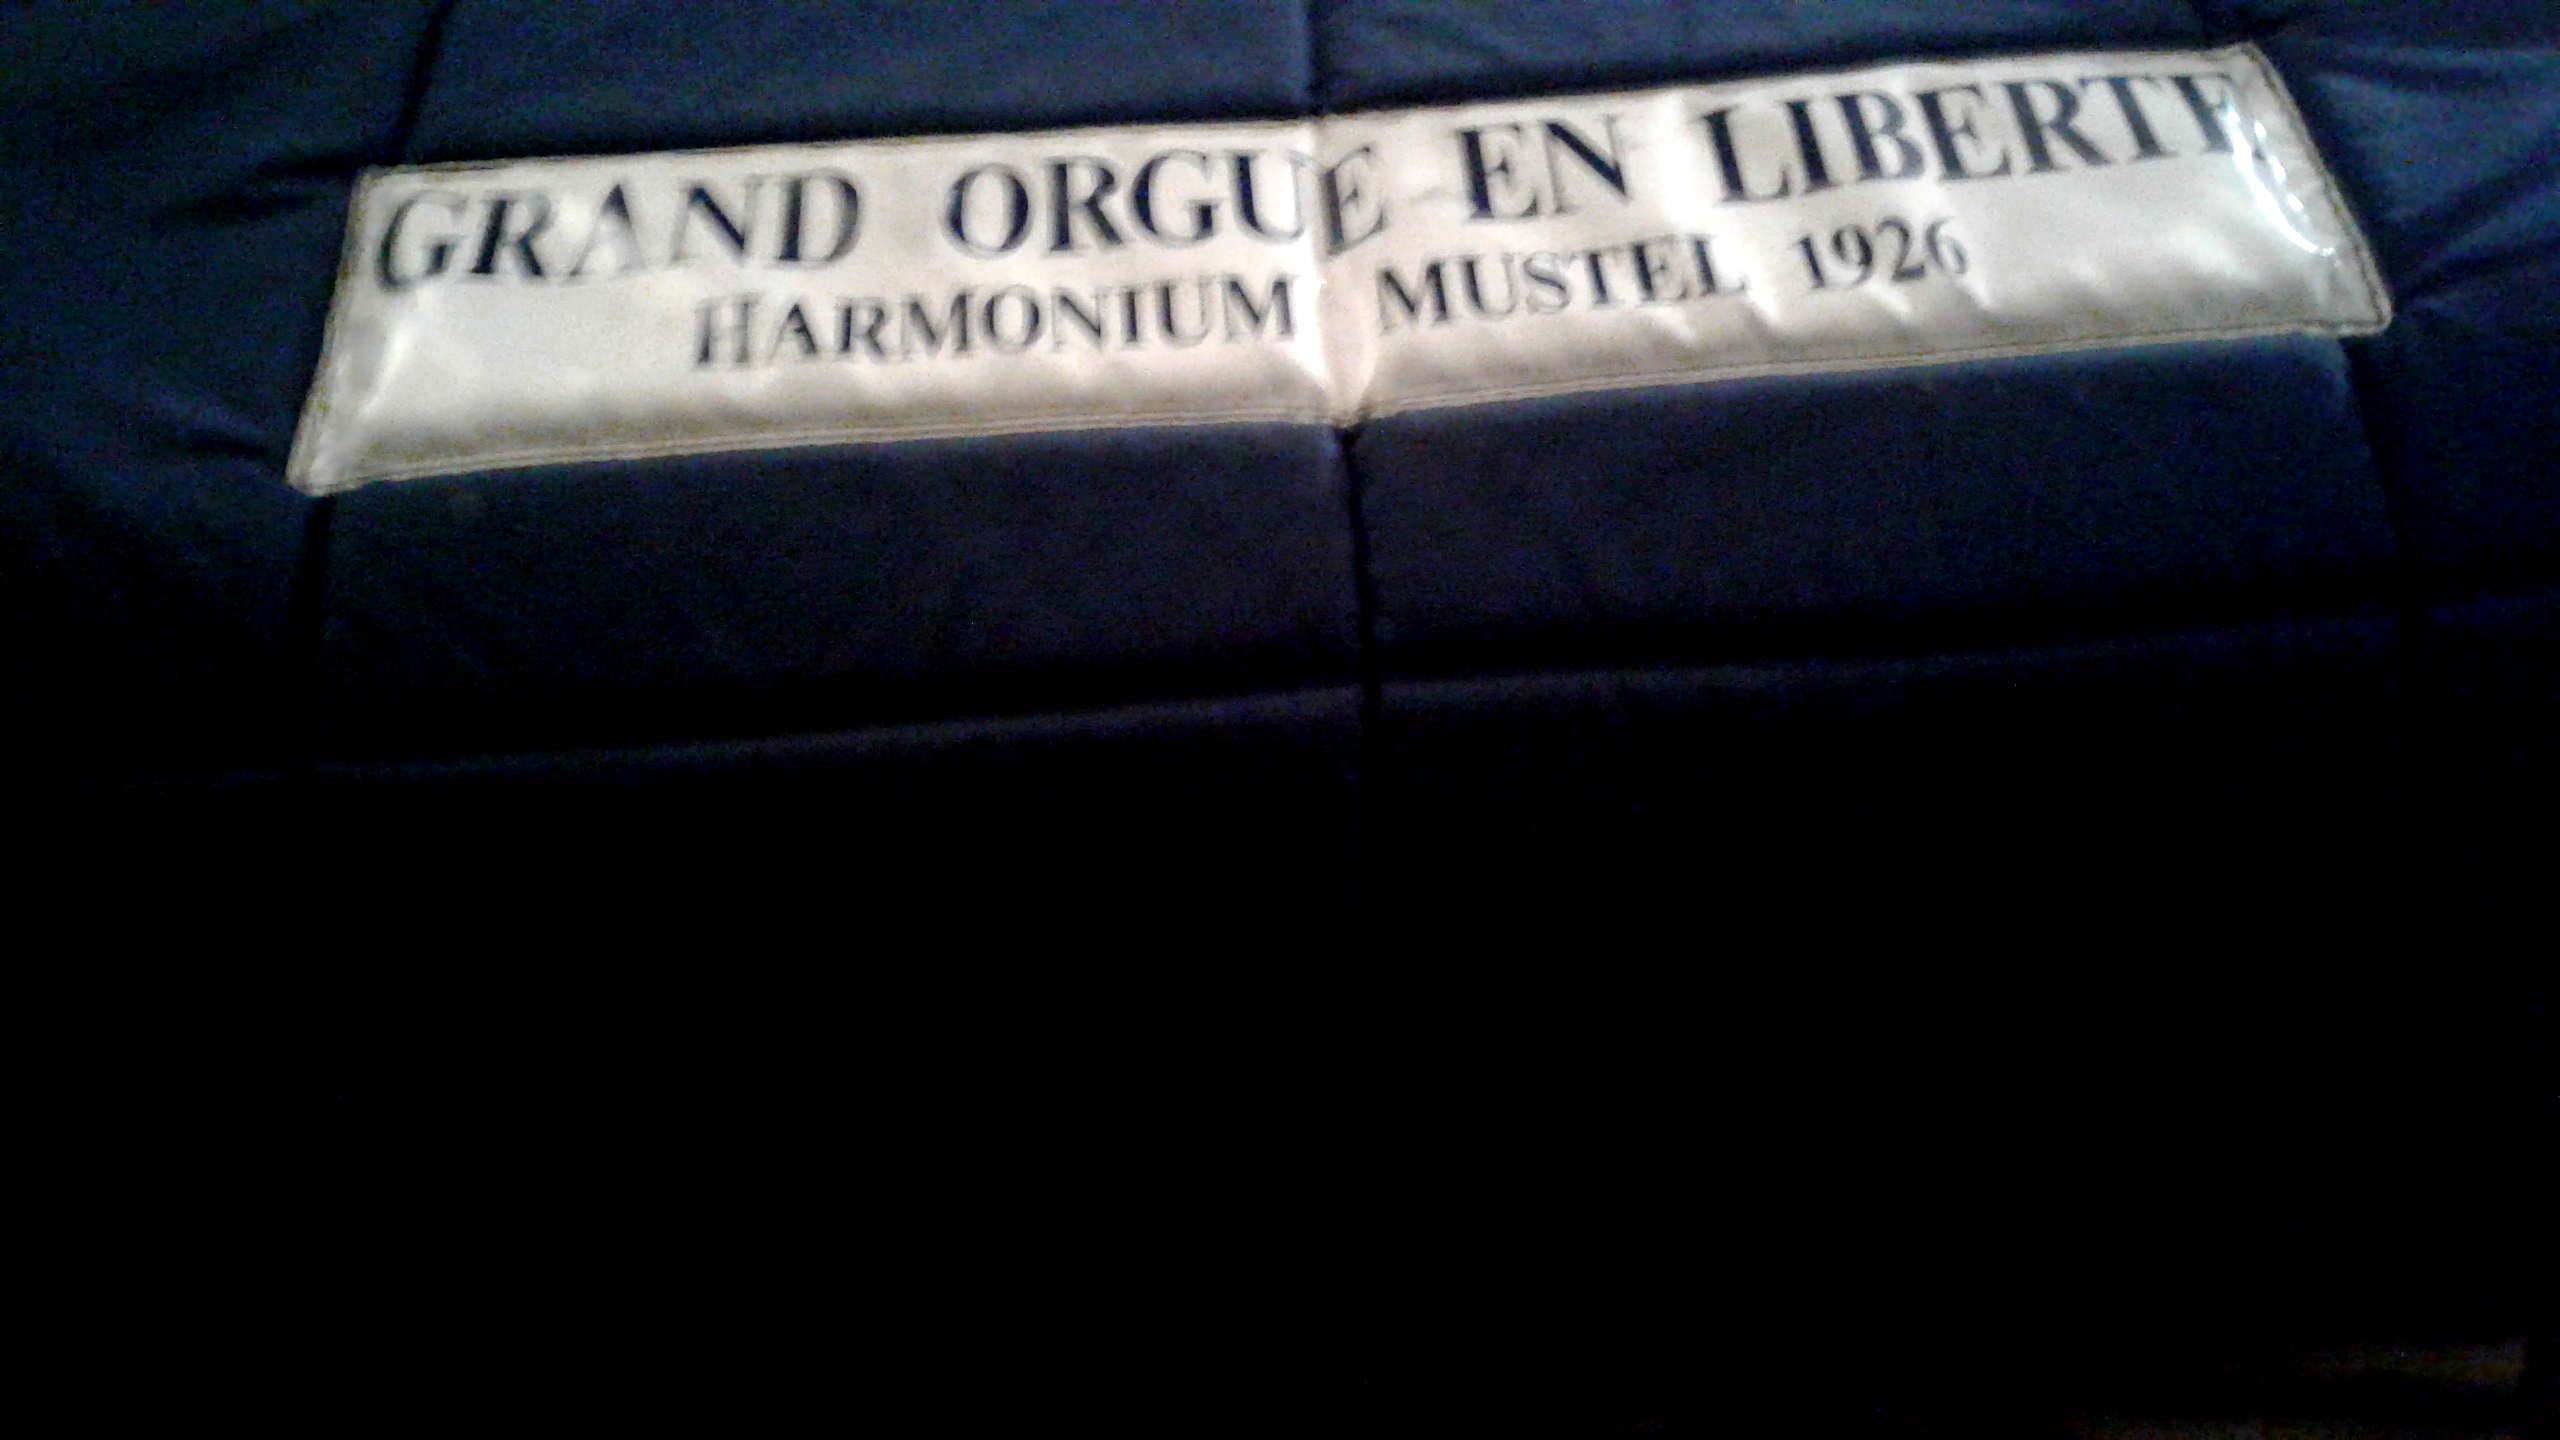 GRAND ORGUE EN LIBERTE
HARMONIUM MUSTEL 1926